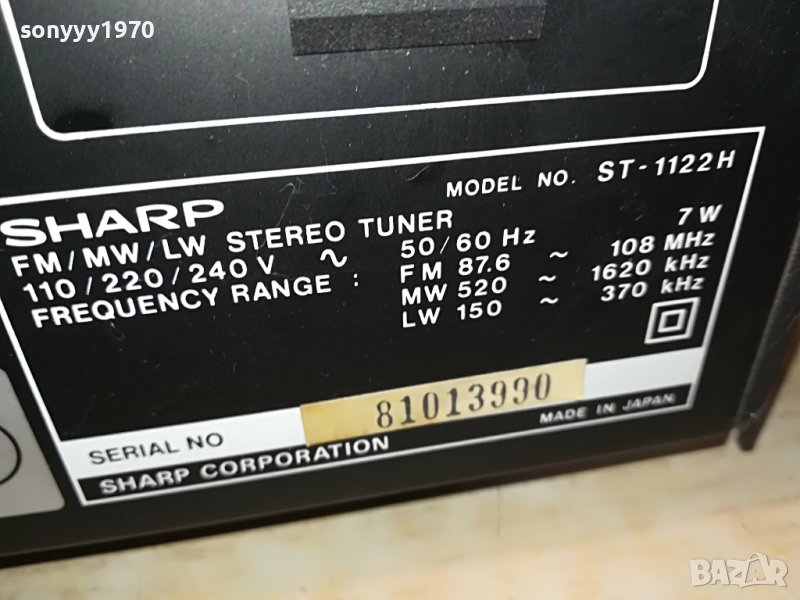 sonyyy1970
MODEL NO. ST-1122H
SHARP
FM/MW/LW STEREO TUNER 7 W
110/220/240 V ~ 50/60 Hz
FREQUENCY RANGE : FM 87.6 ~ 108 MHz
MW 520 ~ 1620 kHz
LW 150 ~ 370 kHz
SERIAL NO 81013990
SHARP CORPORATION MADE IN JAPAN
BAZAR